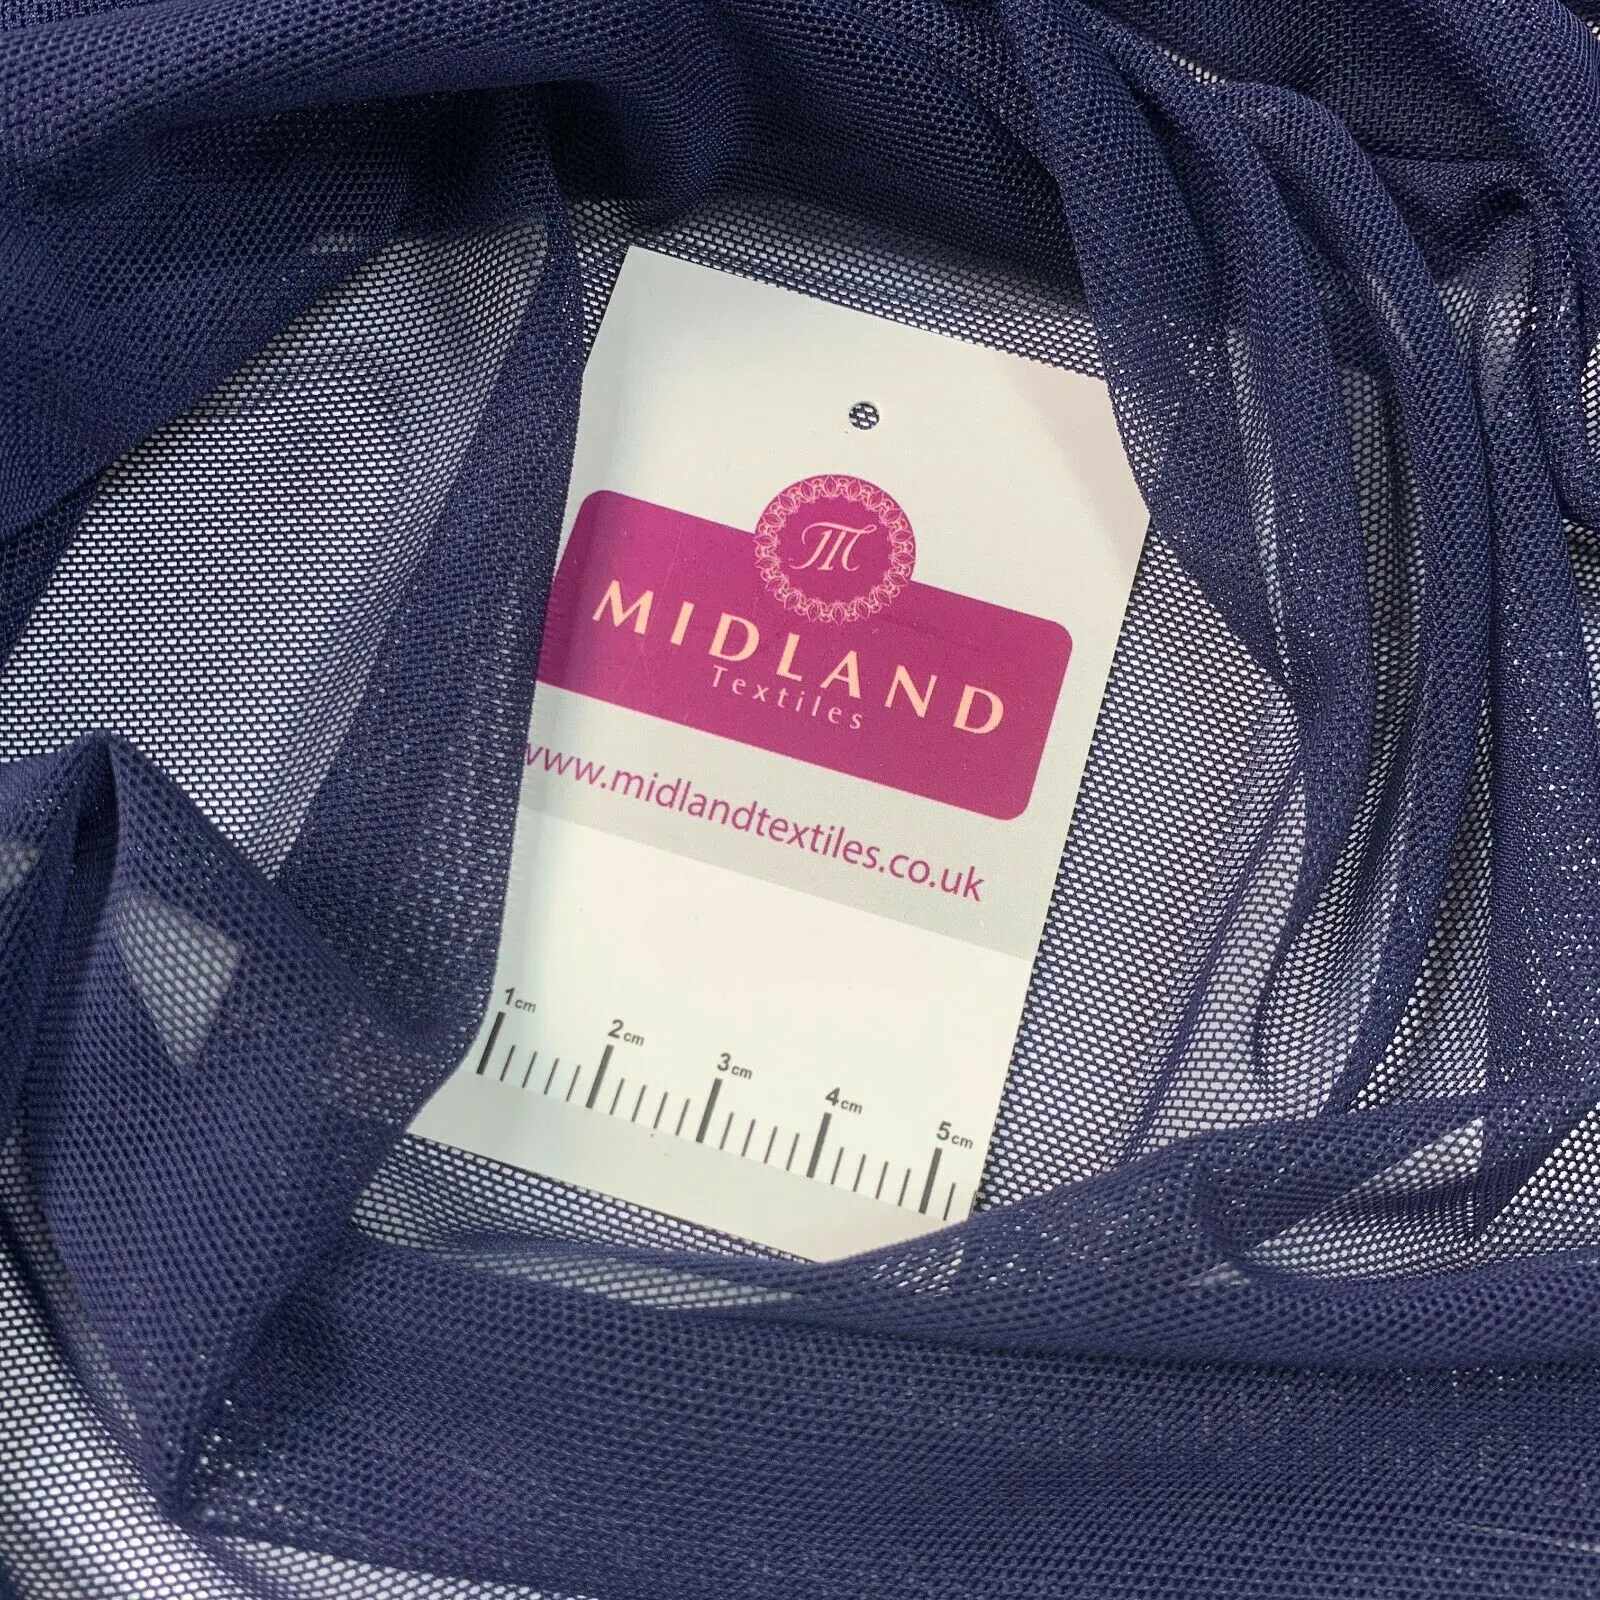 M
MIDLAND
Textiles
www.midlandtextiles.co.uk
1cm 2cm 3cm 4cm 5cm